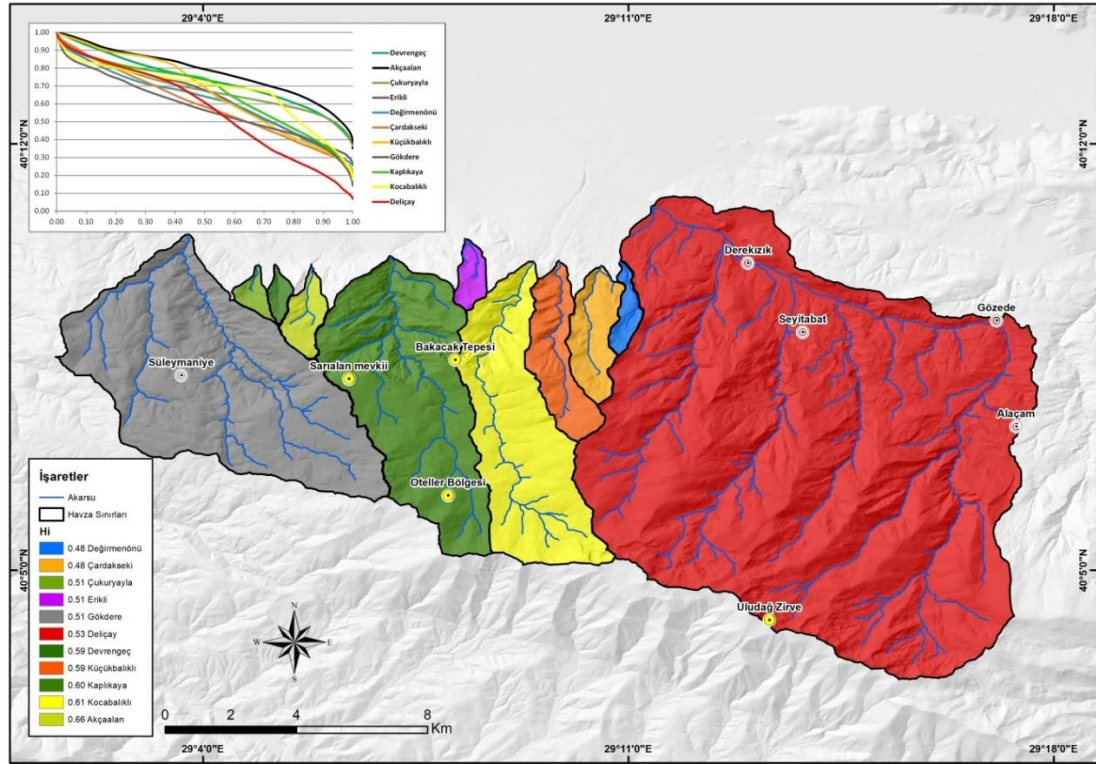 29°4'0"E
29°11'0"E
29°18'0"E
1.00
0.90
0.80
0.70
0.60
0.50
0.40
0.30
0.20
0.10
0.00
0.00 0.10 0.20 0.30 0.40 0.50 0.60 0.70 0.80 0.90 1.00
Devrengeç
Akçaalan
Çukuryayla
Erikli
Değirmenönü
Çardakseki
Küçükbalıklı
Gökdere
Kaplıkaya
Kocabalıklı
Deliçay
40°12'0"N
40°12'0"N
Derekızık
Gözede
Seyitabat
Bakacak Tepesi
Sarıalan mevkii
Süleymaniye
Alaçam
Oteller Bölgesi
Uludağ Zirve
İşaretler
Akarsu
Havza Sınırları
Hi
0.48 Değirmenönü
0.48 Çardakseki
0.51 Çukuryayla
0.51 Erikli
0.51 Gökdere
0.53 Deliçay
0.59 Devrengeç
0.59 Küçükbalıklı
0.60 Kaplıkaya
0.61 Kocabalıklı
0.66 Akçaalan
40°5'0"N
40°5'0"N
N
W E
S
0 2 4 8
Km
29°4'0"E
29°11'0"E
29°18'0"E